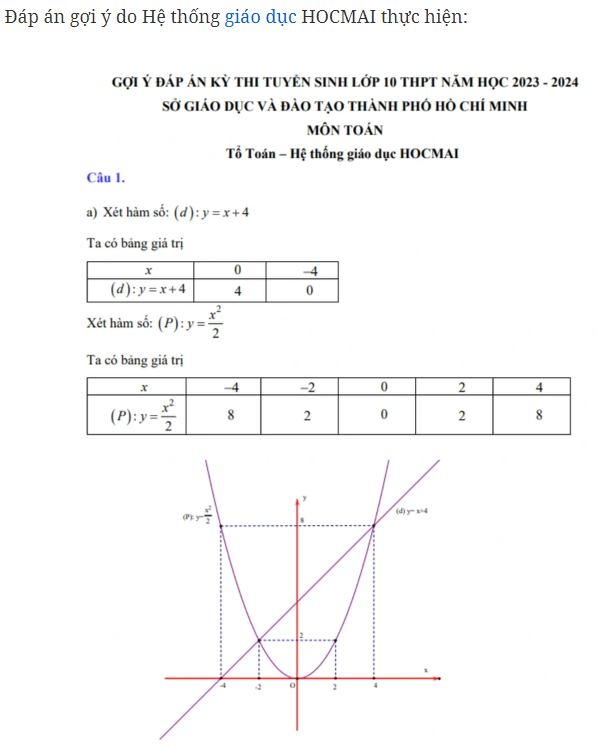 Đáp án gợi ý do Hệ thống giáo dục HOCMAI thực hiện:
GỢI Ý ĐÁP ÁN KỲ THI TUYỂN SINH LỚP 10 THPT NĂM HỌC 2023 - 2024
SỞ GIÁO DỤC VÀ ĐÀO TẠO THÀNH PHỐ HỒ CHÍ MINH
MÔN TOÁN
Tổ Toán – Hệ thống giáo dục HOCMAI
Câu 1.
a) Xét hàm số: (d): y = x + 4
Ta có bảng giá trị
x 0 –4
(d): y = x + 4 4 0
Xét hàm số: (P): y = x²/2
Ta có bảng giá trị
x –4 –2 0 2 4
(P): y = x²/2 8 2 0 2 8
y
(P): y=x²/2 8 (d) y= x+4
2
x
-4 -2 O 2 4